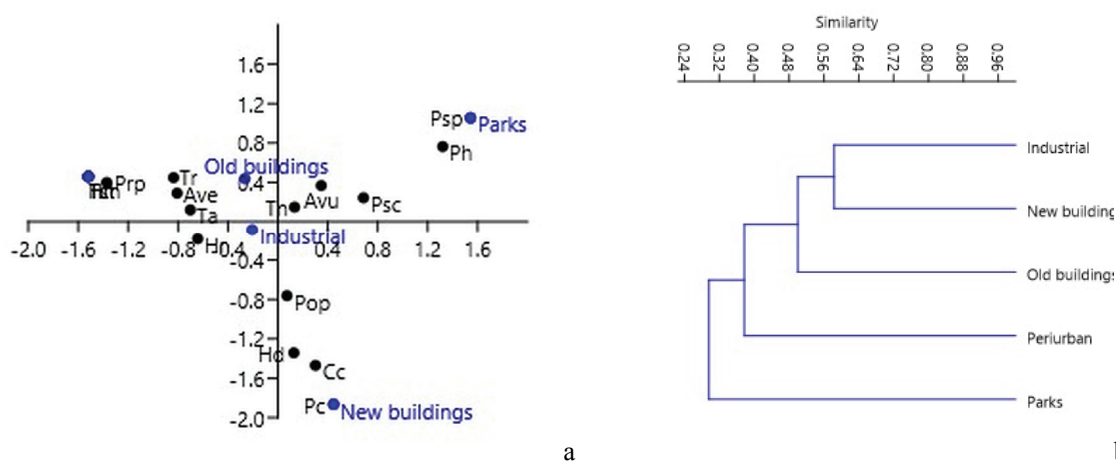 1.6
1.2
0.8
0.4
-0.4
-0.8
-1.2
-1.6
-2.0
-2.0 -1.6 -1.2 -0.8 -0.4 0.4 0.8 1.2 1.6
Psp Parks
Ph
Old buildings
Prp Tr
Ave
Ta
Avu
Psc
Industrial
Pop
Hd
Cc
Pc New buildings
a
Similarity
0.24 0.32 0.40 0.48 0.56 0.64 0.72 0.80 0.88 0.96
Industrial
New building
Old buildings
Periurban
Parks